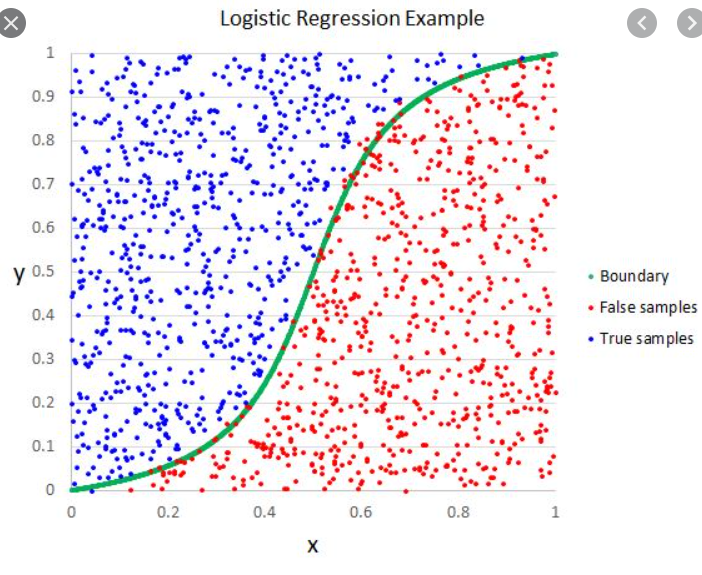 Logistic Regression Example
1
0.9
0.8
0.7
0.6
0.5
0.4
0.3
0.2
0.1
0
y
0 0.2 0.4 0.6 0.8 1
x
Boundary
False samples
True samples